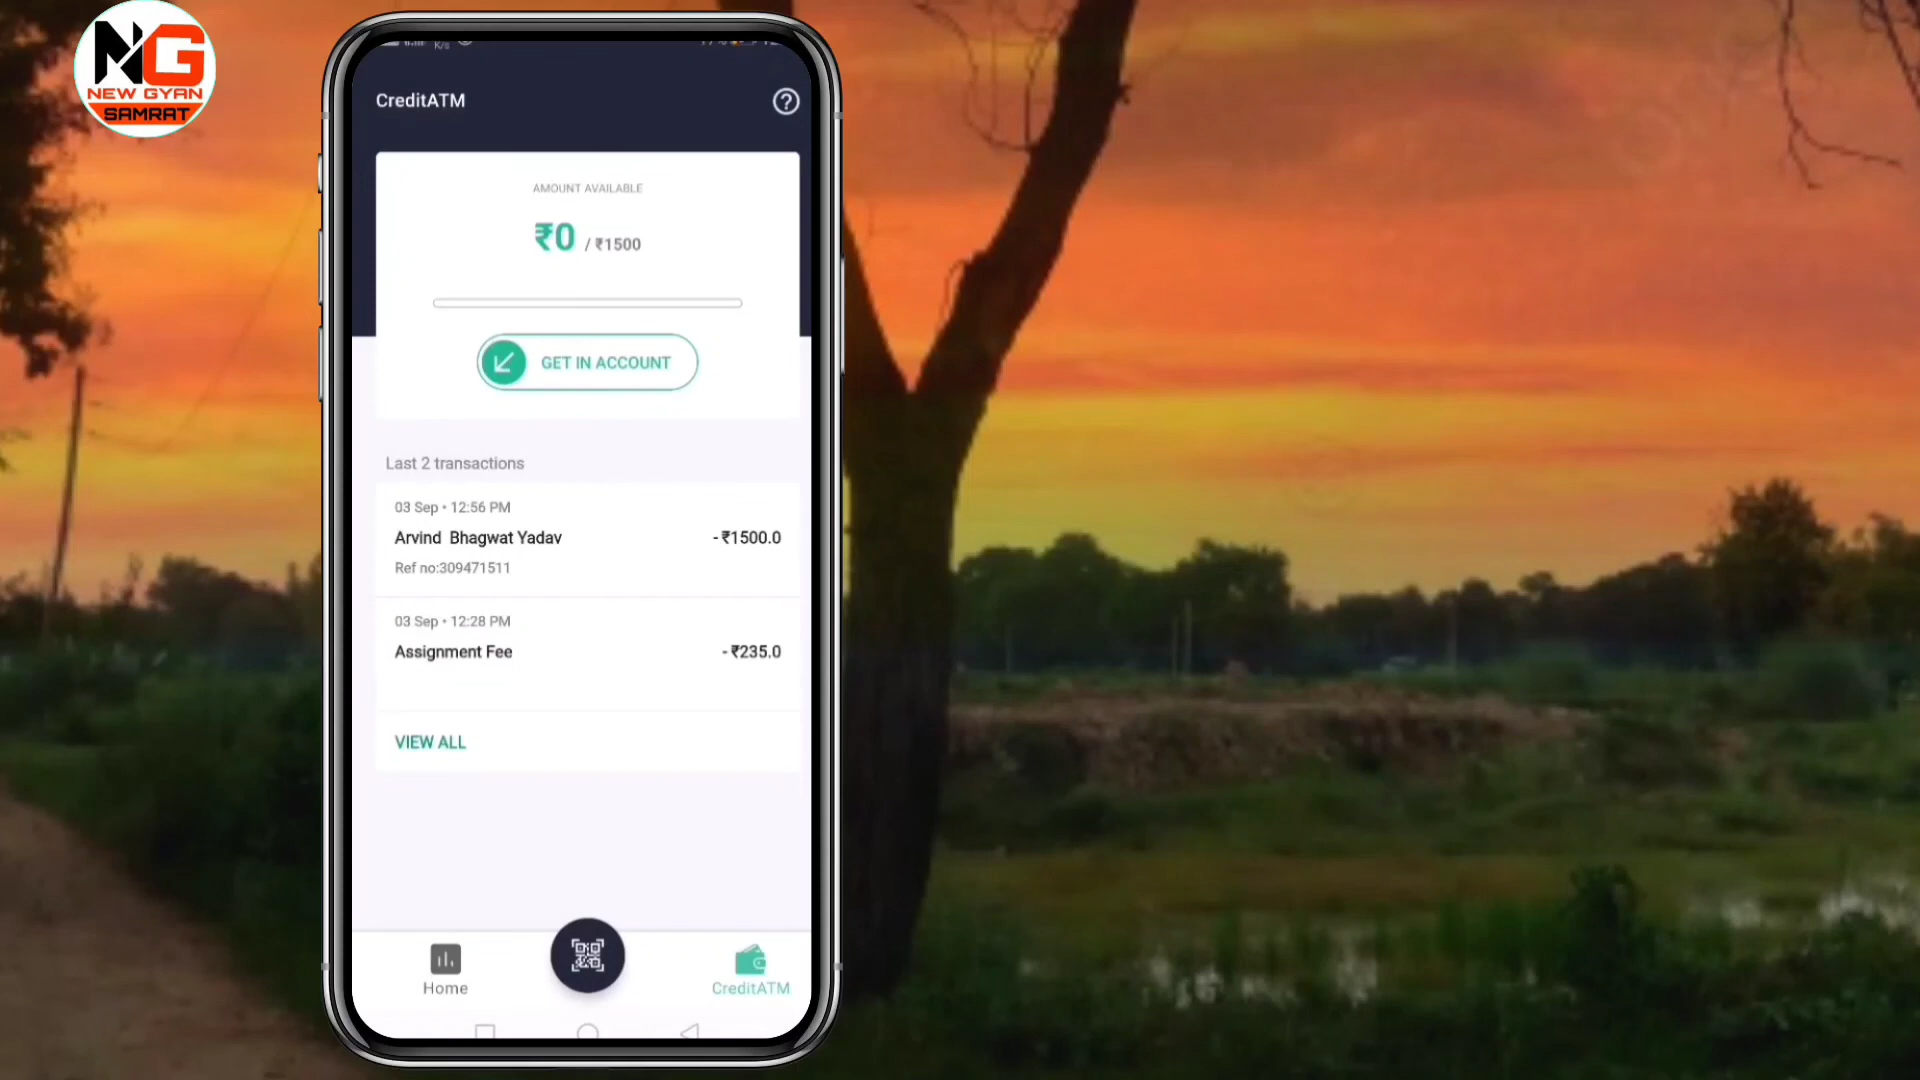 NG
NEW GYAN
SAMRAT
K/s
CreditATM
AMOUNT AVAILABLE
₹0 / ₹1500
GET IN ACCOUNT
Last 2 transactions
03 Sep • 12:56 PM
Arvind Bhagwat Yadav -₹1500.0
Ref no:309471511
03 Sep • 12:28 PM
Assignment Fee -₹235.0
VIEW ALL
Home
CreditATM